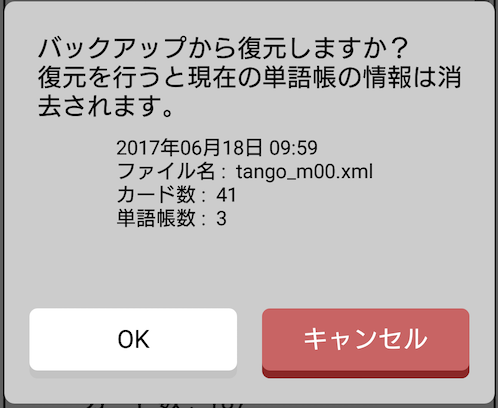 バックアップから復元しますか？
復元を行うと現在の単語帳の情報は消
去されます。
2017年06月18日 09:59
ファイル名 : tango_m00.xml
カード数 : 41
単語帳数 : 3
OK
キャンセル